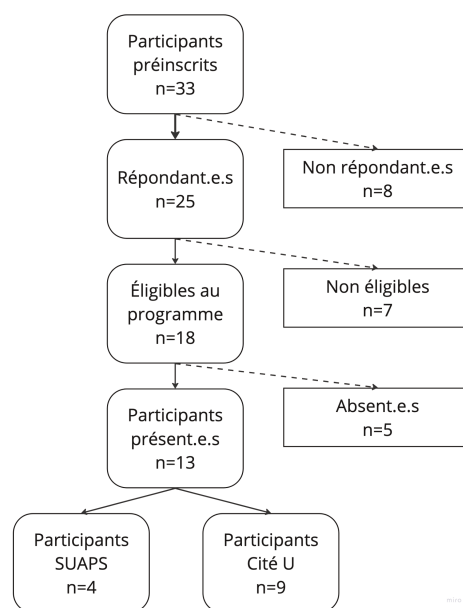 Participants
préinscrits
n=33
Répondant.e.s
n=25
Non répondant.e.s
n=8
Éligibles au
programme
n=18
Non éligibles
n=7
Participants
présent.e.s
n=13
Absent.e.s
n=5
Participants
SUAPS
n=4
Participants
Cité U
n=9
miro